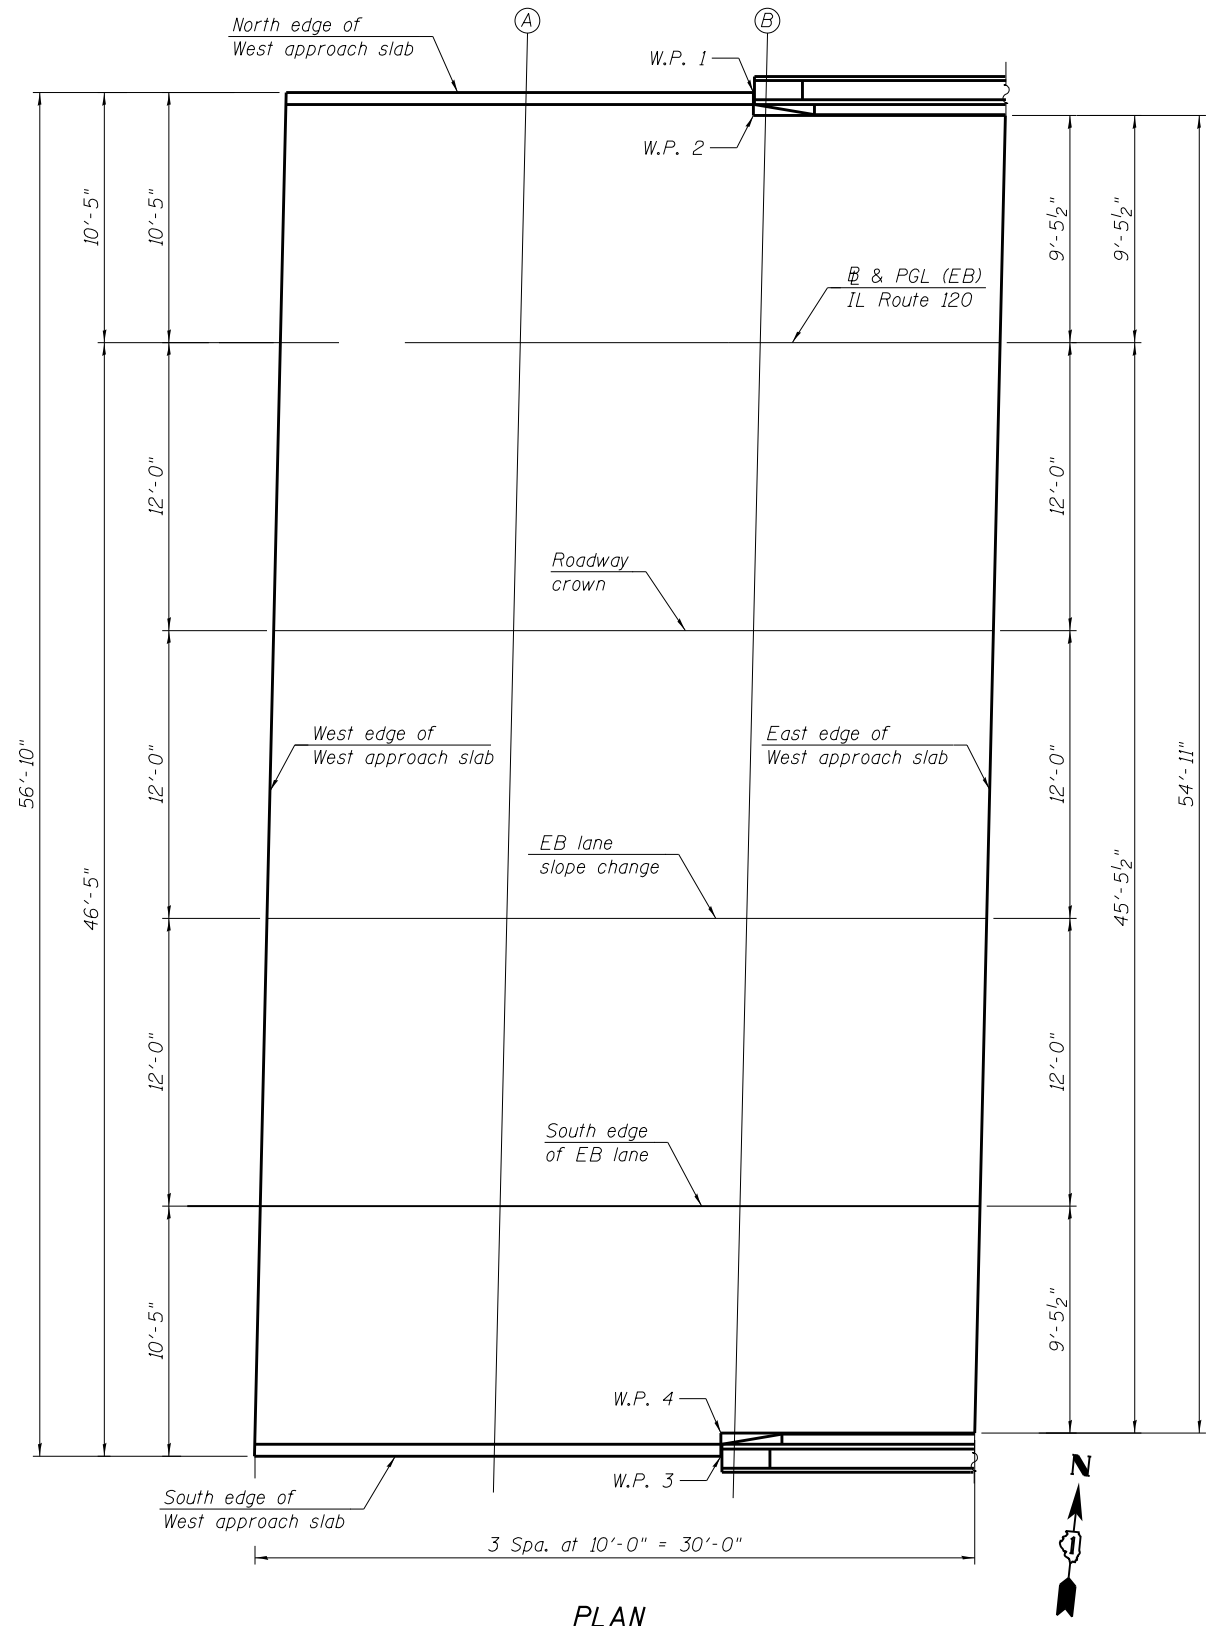 North edge of
West approach slab
A
B
W.P. 1
W.P. 2
10'-5"
10'-5"
9'-5½"
9'-5½"
℄ & PGL (EB)
IL Route 120
12'-0"
12'-0"
Roadway
crown
West edge of
West approach slab
East edge of
West approach slab
56'-10"
12'-0"
12'-0"
54'-11"
EB lane
slope change
46'-5"
45'-5½"
12'-0"
12'-0"
South edge
of EB lane
10'-5"
9'-5½"
W.P. 4
W.P. 3
South edge of
West approach slab
3 Spa. at 10'-0" = 30'-0"
N
1
PLAN